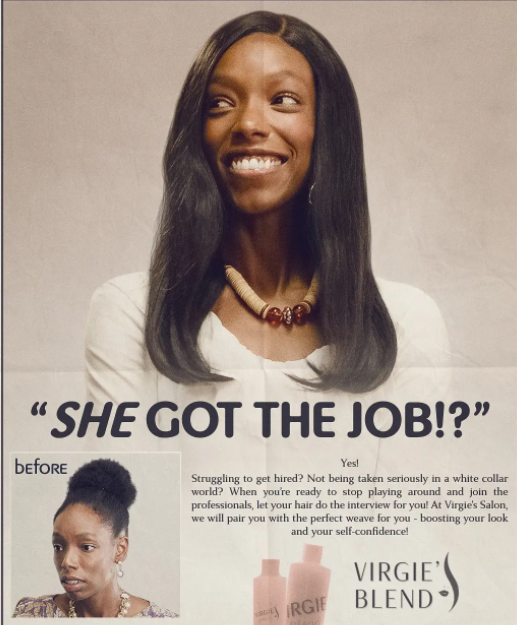 “SHE GOT THE JOB!?”
before
Yes!
Struggling to get hired? Not being taken seriously in a white collar
world? When you're ready to stop playing around and join the
professionals, let your hair do the interview for you! At Virgie's Salon,
we will pair you with the perfect weave for you - boosting your look
and your self-confidence!
VIRGIE'S
BLEND